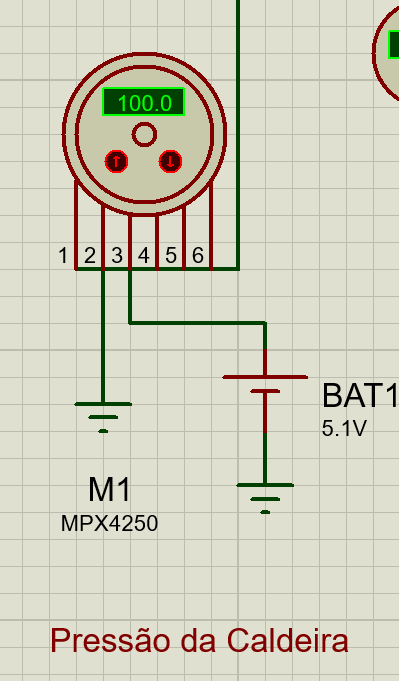 100.0
1 2 3 4 5 6
BAT1
5.1V
M1
MPX4250
Pressão da Caldeira